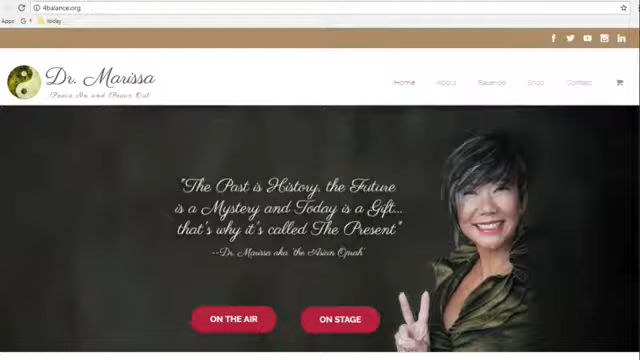 4balance.org
Apps
today
Dr. Marissa
Peace In and Peace Out
Home About Balance Shop Contact
"The Past is History, the Future
is a Mystery and Today is a Gift...
that's why it's called The Present"
--Dr. Marissa aka 'the Asian Oprah'
ON THE AIR ON STAGE